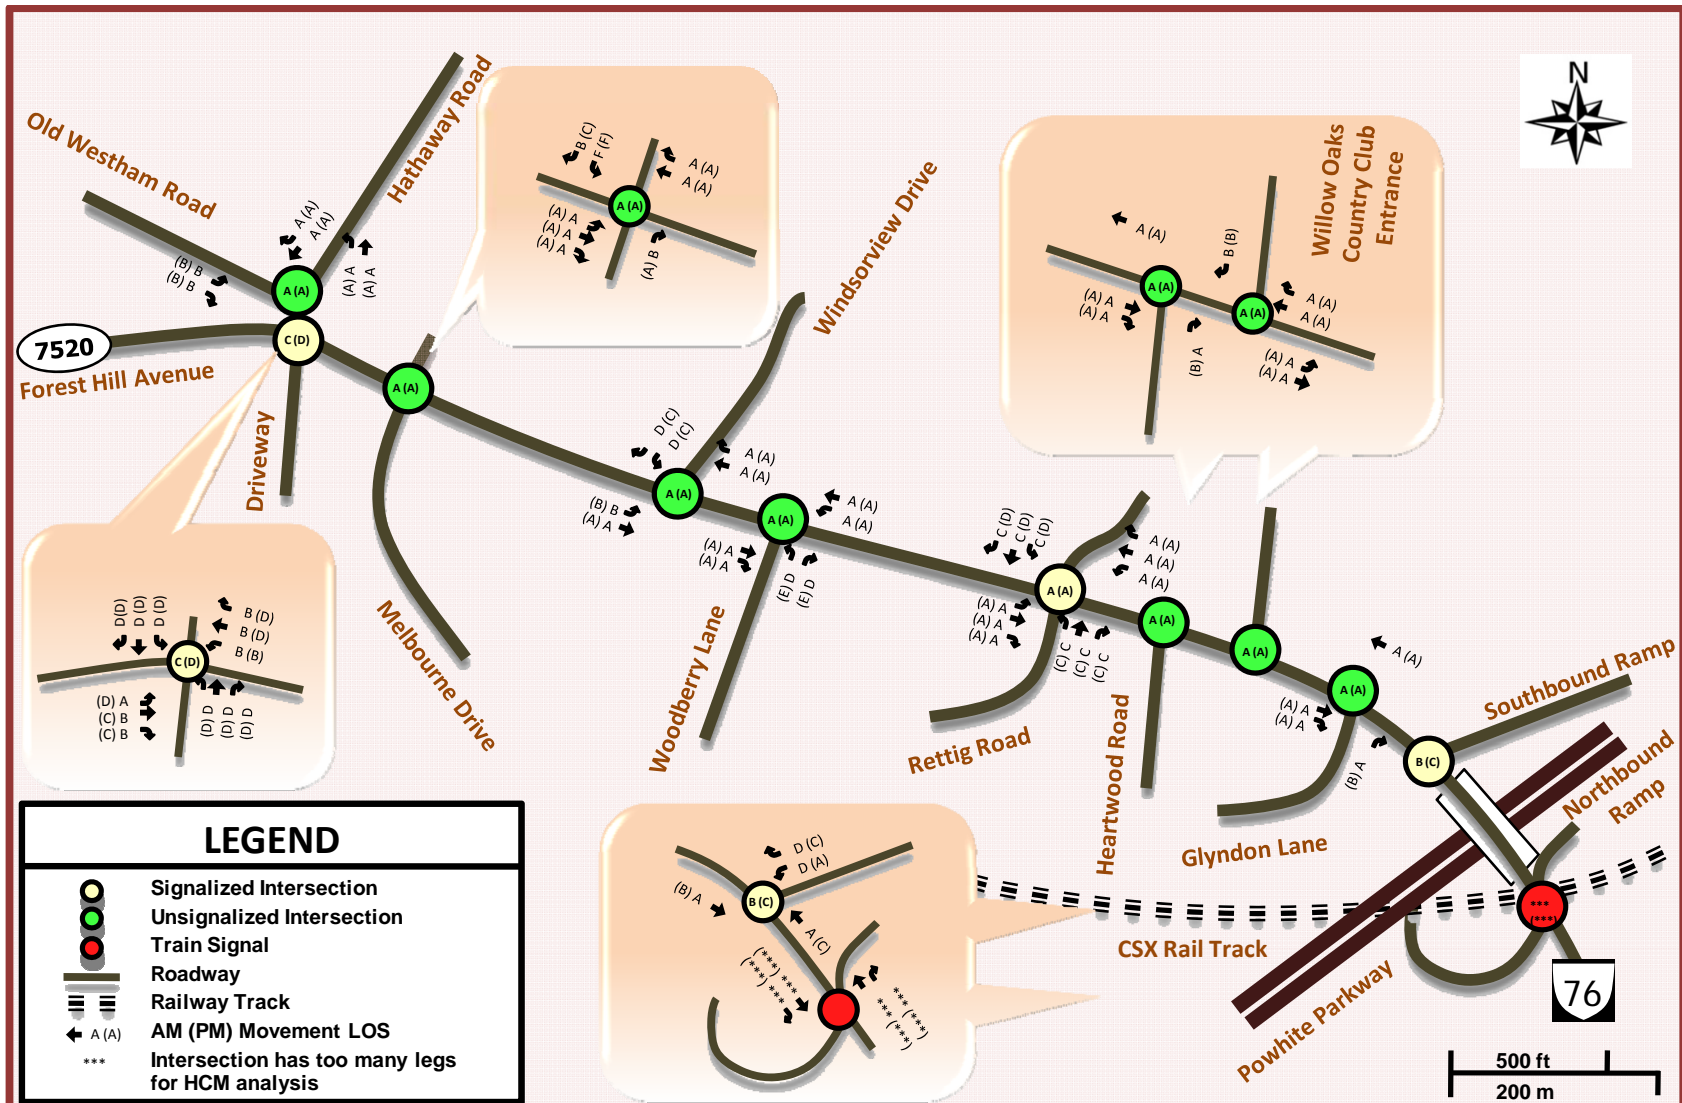 N
Old Westham Road
Hathaway Road
A (A)
A (A)
(B) B
(B) B
A (A)
(A) A
(A) A
7520
Forest Hill Avenue
C (D)
Driveway
A (A)
Melbourne Drive
B (C)
F (F)
A (A)
A (A)
A (A)
(A) A
(A) A
(A) A
(A) B
Windsorview Drive
D (C)
D (C)
A (A)
A (A)
A (A)
(B) B
(A) A
A (A)
A (A)
A (A)
(A) A
(A) A
(E) D
(E) D
Woodberry Lane
Willow Oaks
Country Club
Entrance
A (A)
B (B)
A (A)
A (A)
A (A)
A (A)
(A) A
(A) A
(B) A
(A) A
(A) A
C (D)
C (D)
C (D)
A (A)
A (A)
A (A)
A (A)
(A) A
(A) A
(A) A
(C) C
(C) C
(C) C
Rettig Road
A (A)
Heartwood Road
A (A)
A (A)
A (A)
(A) A
(A) A
(B) A
Glyndon Lane
Southbound Ramp
B (C)
Northbound
Ramp
***
(***)
CSX Rail Track
Powhite Parkway
76
D(D)
D (D)
D (D)
B (D)
B (D)
B (B)
C (D)
(D) A
(C) B
(C) B
(D) D
(D) D
(D) D
D (C)
D (A)
(B) A
B (C)
A (C)
(***) ***
(***) ***
*** (***)
*** (***)
LEGEND
Signalized Intersection
Unsignalized Intersection
Train Signal
Roadway
Railway Track
A (A) AM (PM) Movement LOS
*** Intersection has too many legs
for HCM analysis
500 ft
200 m